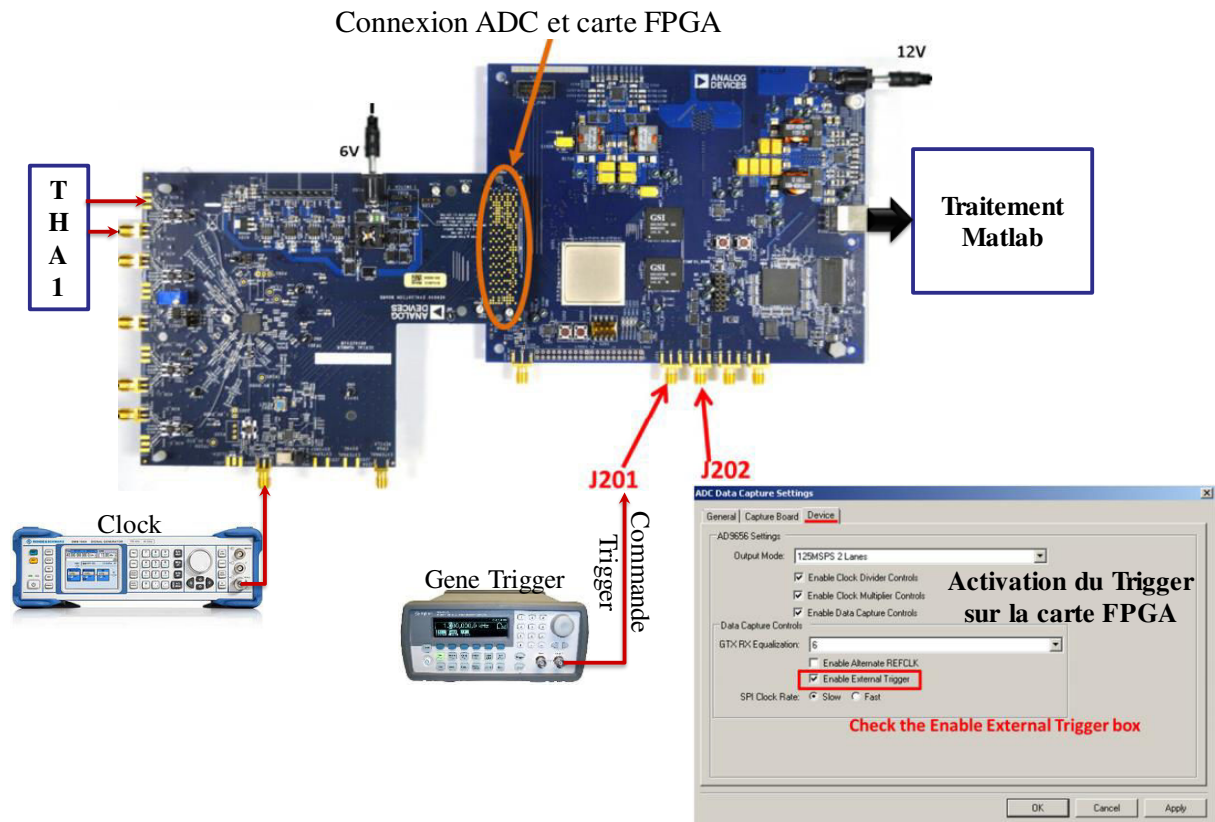 Connexion ADC et carte FPGA
12V
ANALOG
DEVICES
6V
T
H
A
1
GSI
GSI
Traitement
Matlab
ANALOG
DEVICES
J201
J202
Clock
Gene Trigger
Commande
Trigger
ADC Data Capture Settings
General
Capture Board
Device
AD9656 Settings
Output Mode:
125MSPS 2 Lanes
Enable Clock Divider Controls
Enable Clock Multiplier Controls
Enable Data Capture Controls
Activation du Trigger
sur la carte FPGA
Data Capture Controls
GTX RX Equalization:
6
Enable Alternate REFCLK
Enable External Trigger
SPI Clock Rate:
Slow
Fast
Check the Enable External Trigger box
OK
Cancel
Apply